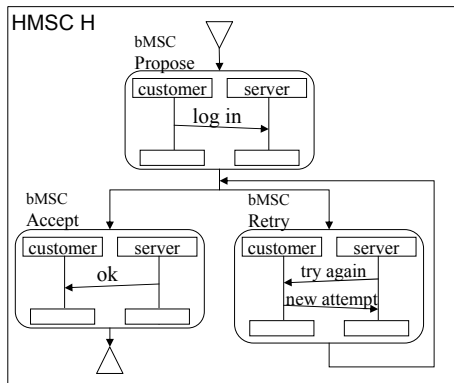 HMSC H
bMSC
Propose
customer server
log in
bMSC
Accept
customer server
ok
bMSC
Retry
customer server
try again
new attempt